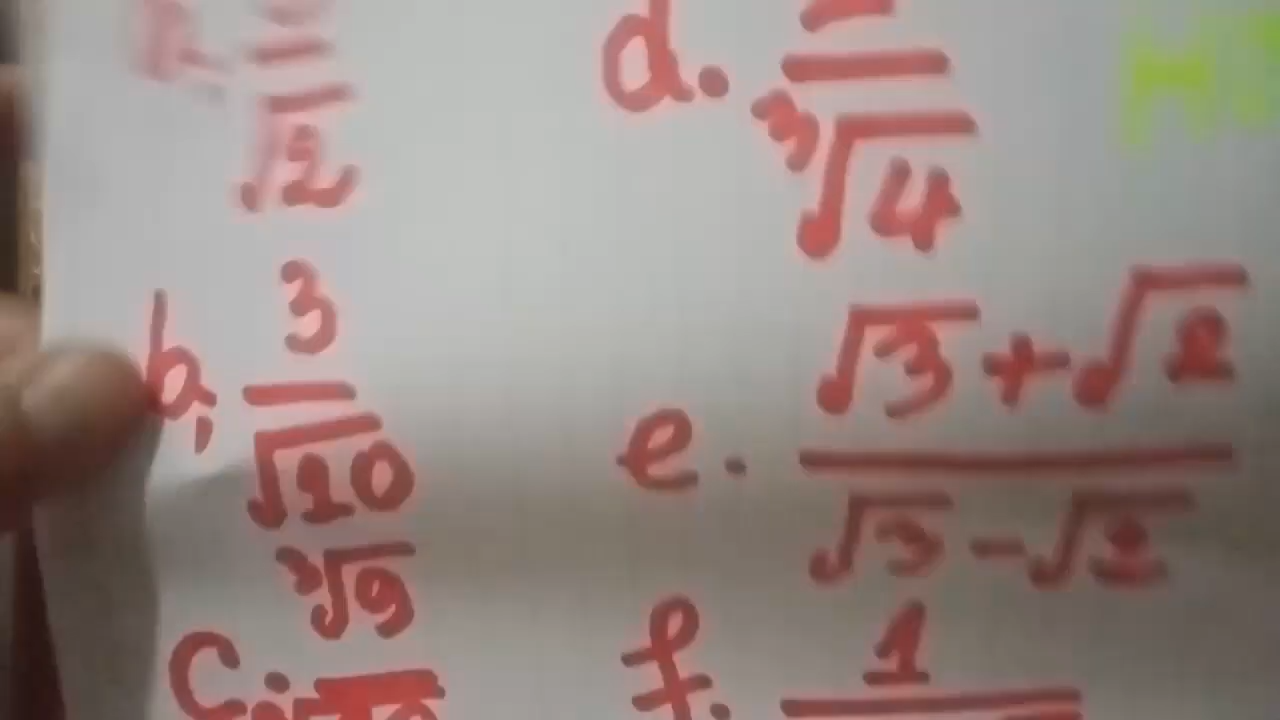 a. —/√2
d. —/∛4
b, 3/√10
e. (√3+√2)/(√3-√2)
c. ∛9
f. 1